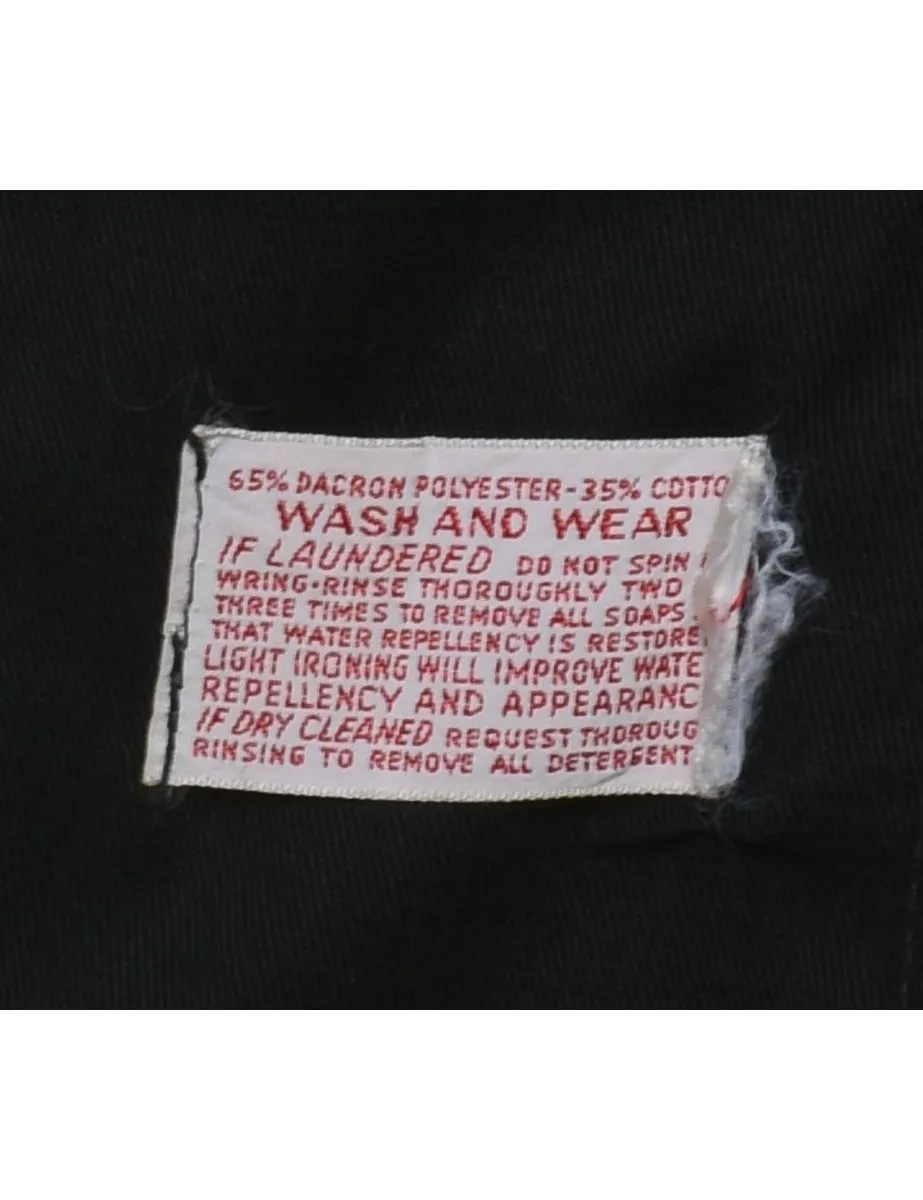 65% DACRON POLYESTER-35% COTTO
WASH AND WEAR
IF LAUNDERED DO NOT SPIN
WRING-RINSE THOROUGHLY TWO
THREE TIMES TO REMOVE ALL SOAPS
THAT WATER REPELLENCY IS RESTORE
LIGHT IRONING WILL IMPROVE WATE
REPELLENCY AND APPEARANC
IF DRY CLEANED REQUEST THOROUG
RINSING TO REMOVE ALL DETERGENT